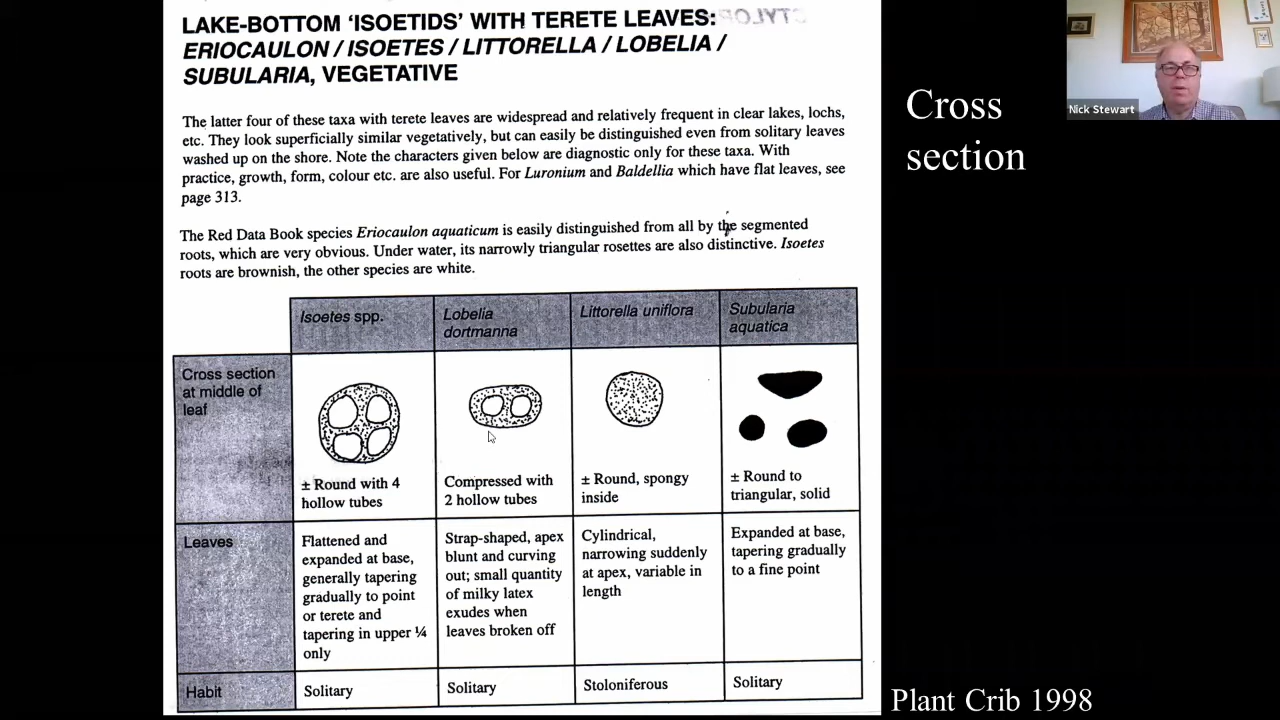 LAKE-BOTTOM 'ISOETIDS' WITH TERETE LEAVES:
ERIOCAULON / ISOETES / LITTORELLA / LOBELIA /
SUBULARIA, VEGETATIVE
The latter four of these taxa with terete leaves are widespread and relatively frequent in clear lakes, lochs,
etc. They look superficially similar vegetatively, but can easily be distinguished even from solitary leaves
washed up on the shore. Note the characters given below are diagnostic only for these taxa. With
practice, growth, form, colour etc. are also useful. For Luronium and Baldellia which have flat leaves, see
page 313.
The Red Data Book species Eriocaulon aquaticum is easily distinguished from all by the segmented
roots, which are very obvious. Under water, its narrowly triangular rosettes are also distinctive. Isoetes
roots are brownish, the other species are white.
Isoetes spp.
Lobelia
dortmanna
Littorella uniflora
Subularia
aquatica
Cross section
at middle of
leaf
± Round with 4
hollow tubes
Compressed with
2 hollow tubes
± Round, spongy
inside
± Round to
triangular, solid
Leaves
Flattened and
expanded at base,
generally tapering
gradually to point
or terete and
tapering in upper ¼
only
Strap-shaped, apex
blunt and curving
out; small quantity
of milky latex
exudes when
leaves broken off
Cylindrical,
narrowing suddenly
at apex, variable in
length
Expanded at base,
tapering gradually
to a fine point
Habit
Solitary
Solitary
Stoloniferous
Solitary
Cross
section
Nick Stewart
Plant Crib 1998